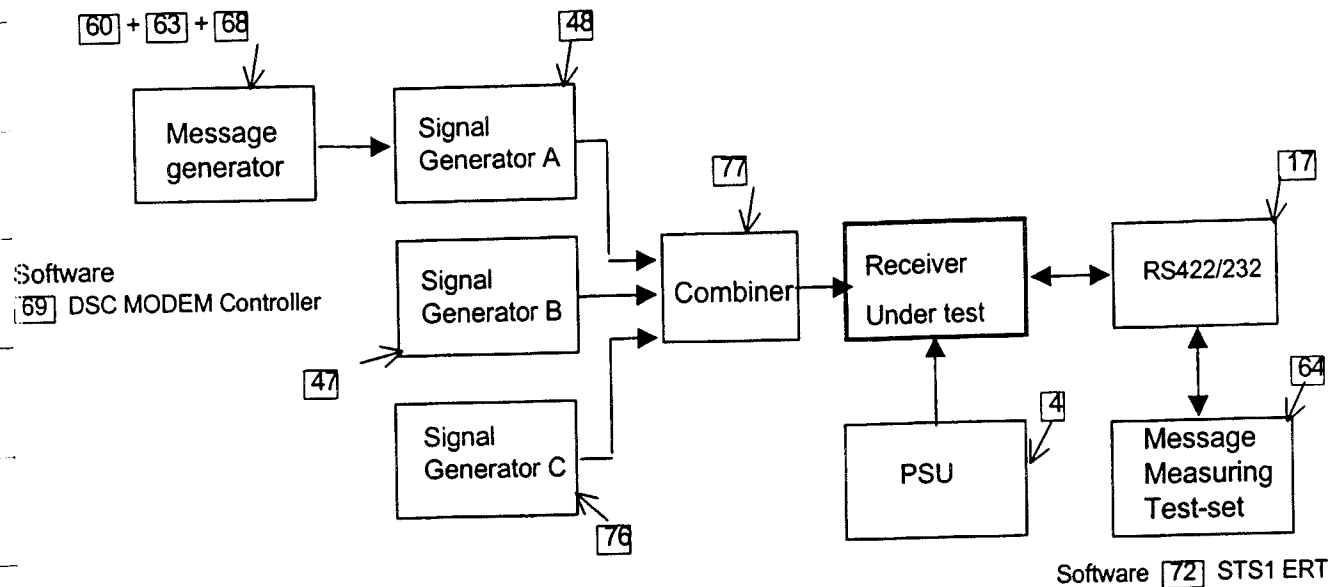 60 + 63 + 68
48
Message
generator
Signal
Generator A
77
17
Software
69 DSC MODEM Controller
Signal
Generator B
Combiner
Receiver
Under test
RS422/232
47
64
4
Signal
Generator C
PSU
Message
Measuring
Test-set
76
Software 72 STS1 ERT